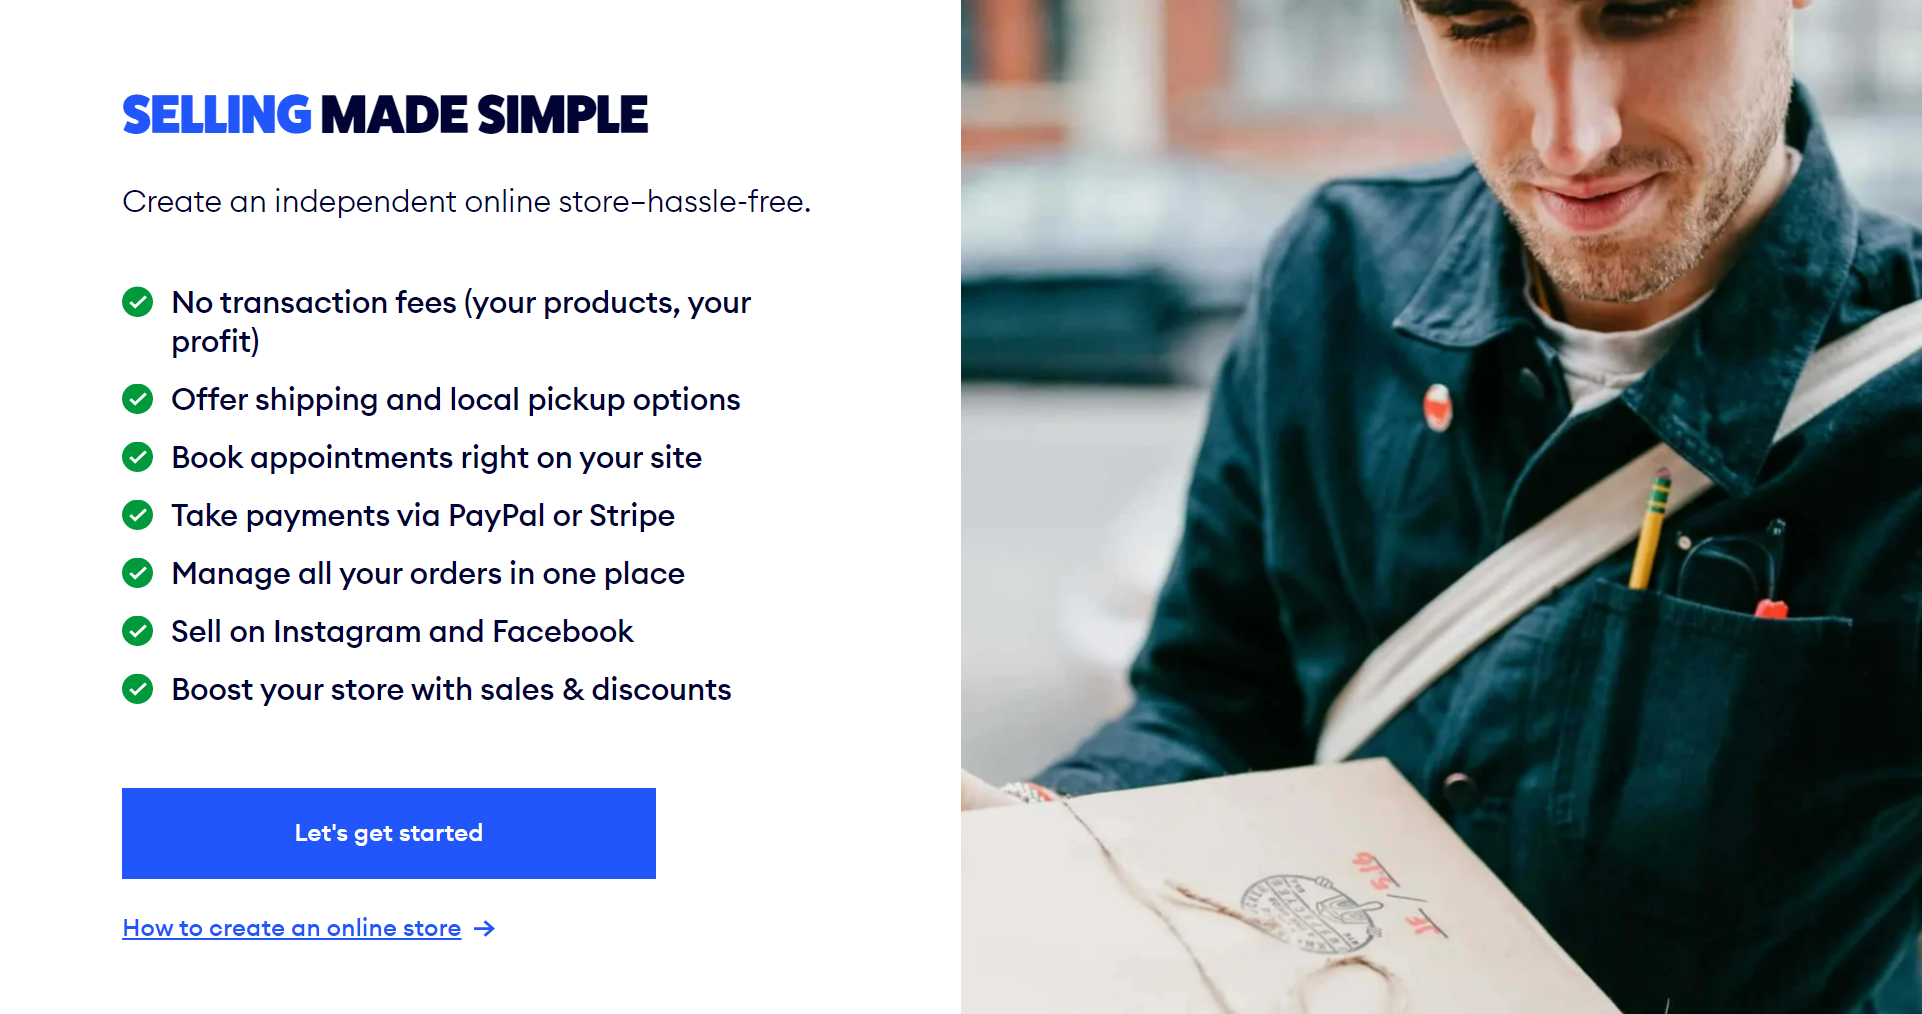 SELLING MADE SIMPLE
Create an independent online store–hassle-free.
No transaction fees (your products, your
profit)
Offer shipping and local pickup options
Book appointments right on your site
Take payments via PayPal or Stripe
Manage all your orders in one place
Sell on Instagram and Facebook
Boost your store with sales & discounts
Let's get started
How to create an online store →
5.16
JF